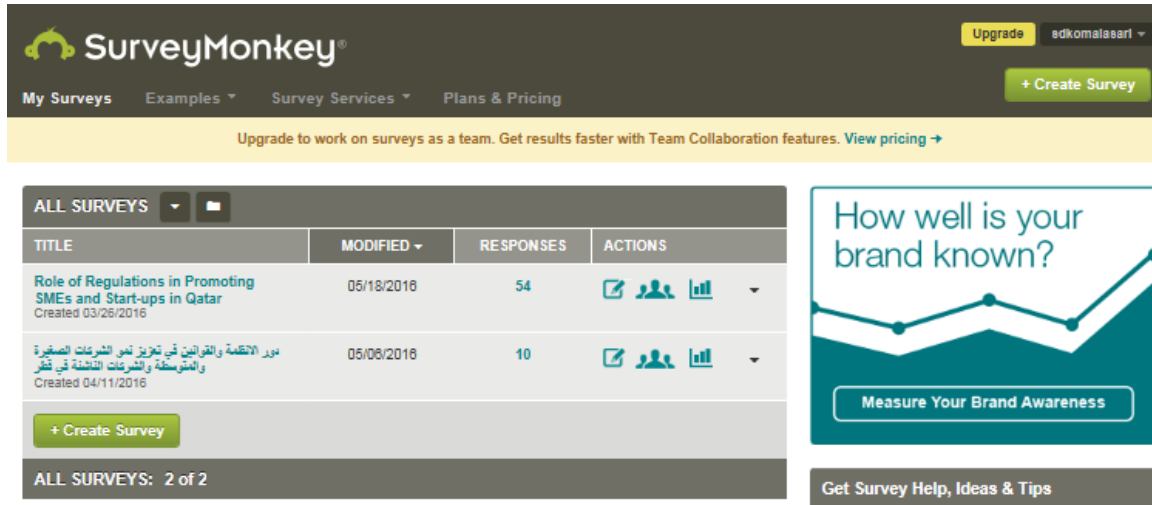 SurveyMonkey®
Upgrade
edkomalasari
My Surveys Examples Survey Services Plans & Pricing
+ Create Survey
Upgrade to work on surveys as a team. Get results faster with Team Collaboration features. View pricing →
ALL SURVEYS
TITLE MODIFIED RESPONSES ACTIONS
Role of Regulations in Promoting
SMEs and Start-ups in Qatar
Created 03/26/2016
05/18/2016 54
دور الانظمة والقوانين في تعزيز نمو الشركات الصغيرة
والمتوسطة والشركات الناشئة في قطر
Created 04/11/2016
05/06/2016 10
+ Create Survey
ALL SURVEYS: 2 of 2
How well is your
brand known?
Measure Your Brand Awareness
Get Survey Help, Ideas & Tips